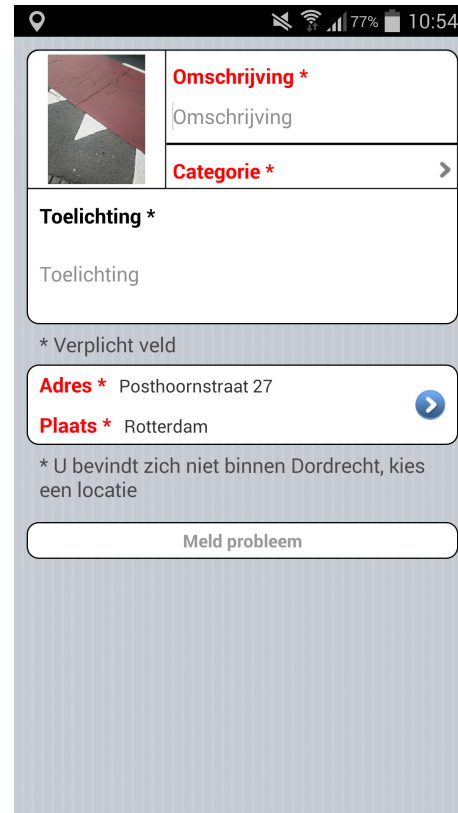 77% 10:54
Omschrijving *
Omschrijving
Categorie *
Toelichting *
Toelichting
* Verplicht veld
Adres * Posthoornstraat 27
Plaats * Rotterdam
* U bevindt zich niet binnen Dordrecht, kies
een locatie
Meld probleem